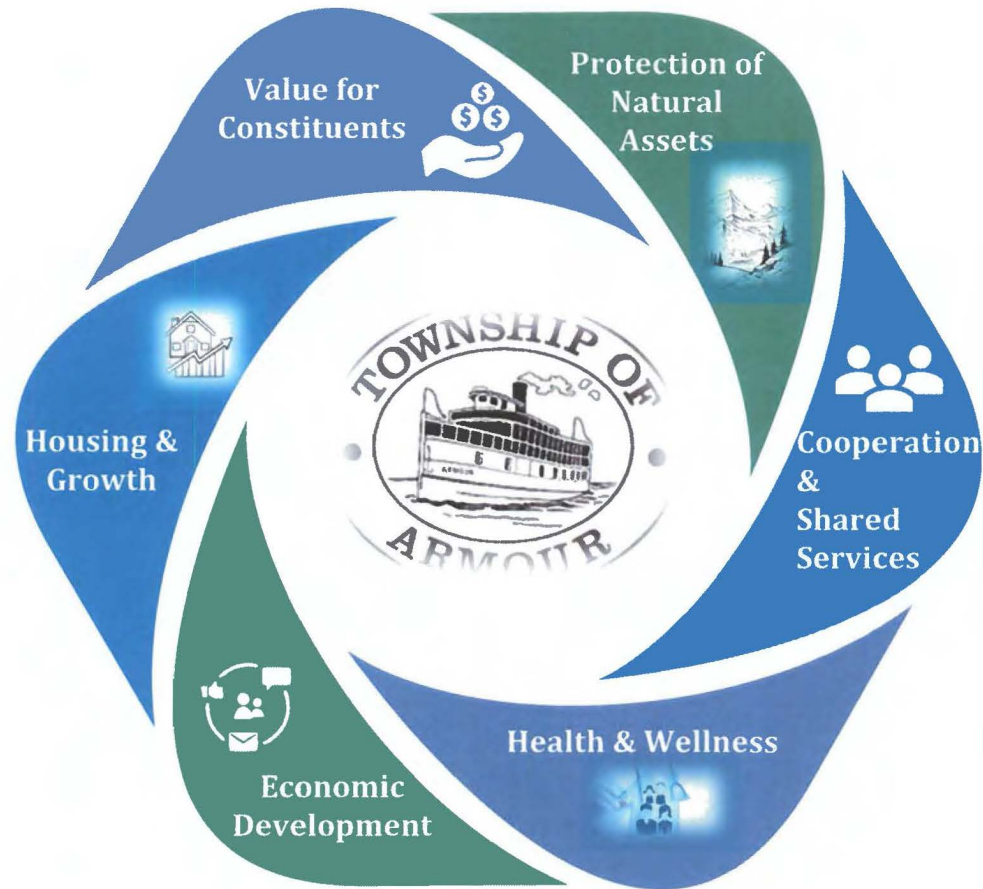 Value for
Constituents
Protection of
Natural
Assets
Cooperation
&
Shared
Services
Health & Wellness
Economic
Development
Housing &
Growth
TOWNSHIP OF
ARMOUR
ARMOUR